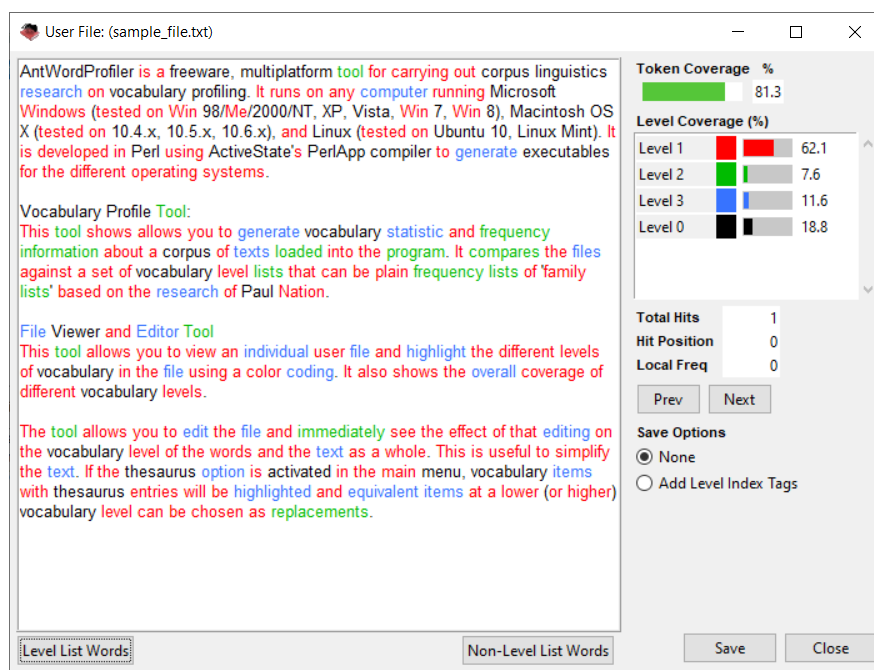 User File: (sample_file.txt)
AntWordProfiler is a freeware, multiplatform tool for carrying out corpus linguistics
research on vocabulary profiling. It runs on any computer running Microsoft
Windows (tested on Win 98/Me/2000/NT, XP, Vista, Win 7, Win 8), Macintosh OS
X (tested on 10.4.x, 10.5.x, 10.6.x), and Linux (tested on Ubuntu 10, Linux Mint). It
is developed in Perl using ActiveState's PerlApp compiler to generate executables
for the different operating systems.
Vocabulary Profile Tool:
This tool shows allows you to generate vocabulary statistic and frequency
information about a corpus of texts loaded into the program. It compares the files
against a set of vocabulary level lists that can be plain frequency lists of 'family
lists' based on the research of Paul Nation.
File Viewer and Editor Tool
This tool allows you to view an individual user file and highlight the different levels
of vocabulary in the file using a color coding. It also shows the overall coverage of
different vocabulary levels.
The tool allows you to edit the file and immediately see the effect of that editing on
the vocabulary level of the words and the text as a whole. This is useful to simplify
the text. If the thesaurus option is activated in the main menu, vocabulary items
with thesaurus entries will be highlighted and equivalent items at a lower (or higher)
vocabulary level can be chosen as replacements.
Level List Words
Non-Level List Words
Token Coverage %
81.3
Level Coverage (%)
Level 1 62.1
Level 2 7.6
Level 3 11.6
Level 0 18.8
Total Hits 1
Hit Position 0
Local Freq 0
Prev Next
Save Options
None
Add Level Index Tags
Save Close